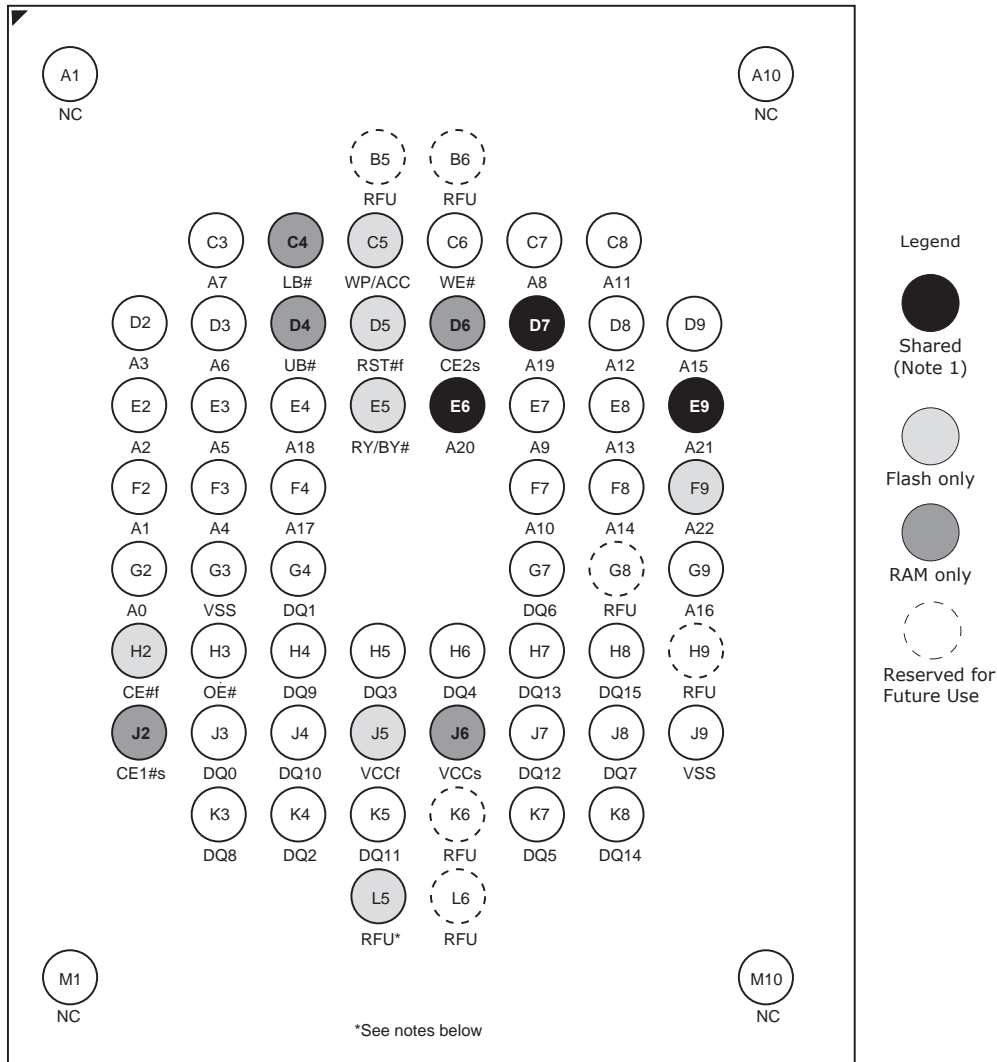 A1 A10
NC NC
B5 B6
RFU RFU
C3 C4 C5 C6 C7 C8
A7 LB# WP/ACC WE# A8 A11
D2 D3 D4 D5 D6 D7 D8 D9
A3 A6 UB# RST#f CE2s A19 A12 A15
E2 E3 E4 E5 E6 E7 E8 E9
A2 A5 A18 RY/BY# A20 A9 A13 A21
F2 F3 F4 F7 F8 F9
A1 A4 A17 A10 A14 A22
G2 G3 G4 G7 G8 G9
A0 VSS DQ1 DQ6 RFU A16
H2 H3 H4 H5 H6 H7 H8 H9
CE#f OE# DQ9 DQ3 DQ4 DQ13 DQ15 RFU
J2 J3 J4 J5 J6 J7 J8 J9
CE1#s DQ0 DQ10 VCCf VCCs DQ12 DQ7 VSS
K3 K4 K5 K6 K7 K8
DQ8 DQ2 DQ11 RFU DQ5 DQ14
L5 L6
RFU* RFU
M1 M10
NC NC
*See notes below
Legend
Shared
(Note 1)
Flash only
RAM only
Reserved for
Future Use